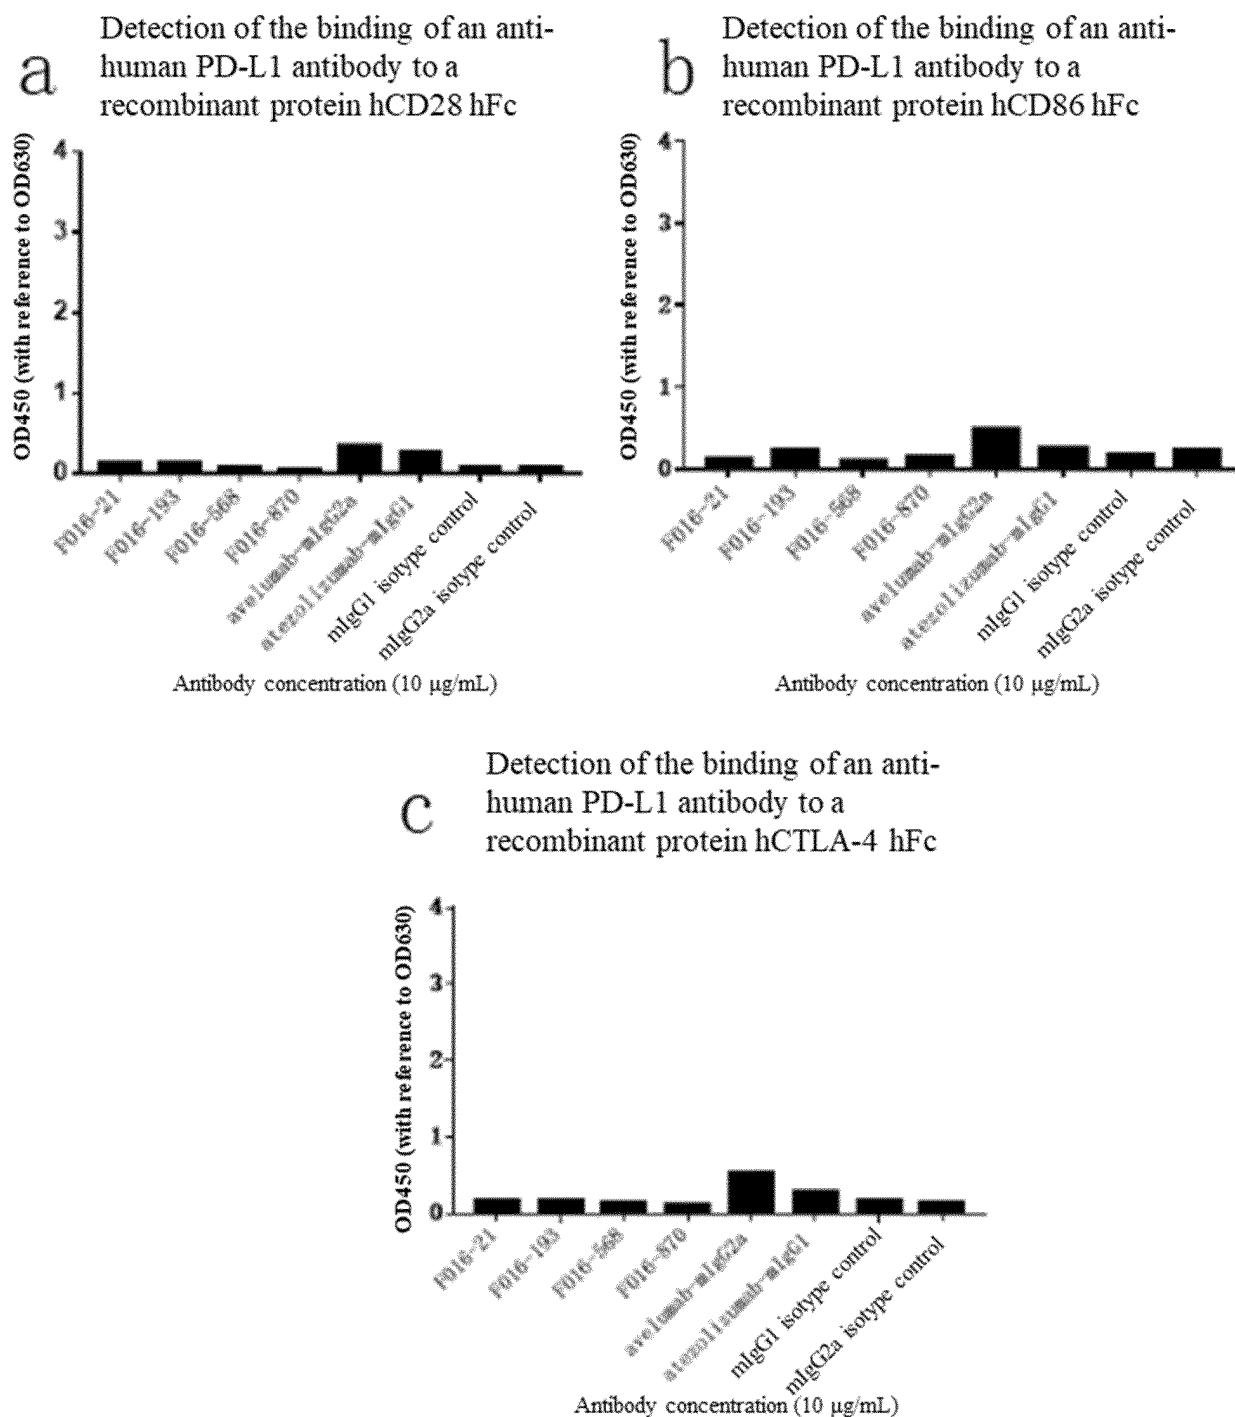 a
Detection of the binding of an anti-
human PD-L1 antibody to a
recombinant protein hCD28 hFc
OD450 (with reference to OD630)
4
3
2
1
0
F016-21
F016-193
F016-568
F016-870
avelumab-mIgG2a
atezolizumab-mIgG1
mIgG1 isotype control
mIgG2a isotype control
Antibody concentration (10 µg/mL)
b
Detection of the binding of an anti-
human PD-L1 antibody to a
recombinant protein hCD86 hFc
OD450 (with reference to OD630)
4
3
2
1
0
F016-21
F016-193
F016-568
F016-870
avelumab-mIgG2a
atezolizumab-mIgG1
mIgG1 isotype control
mIgG2a isotype control
Antibody concentration (10 µg/mL)
c
Detection of the binding of an anti-
human PD-L1 antibody to a
recombinant protein hCTLA-4 hFc
OD450 (with reference to OD630)
4
3
2
1
0
F016-21
F016-193
F016-568
F016-870
avelumab-mIgG2a
atezolizumab-mIgG1
mIgG1 isotype control
mIgG2a isotype control
Antibody concentration (10 µg/mL)